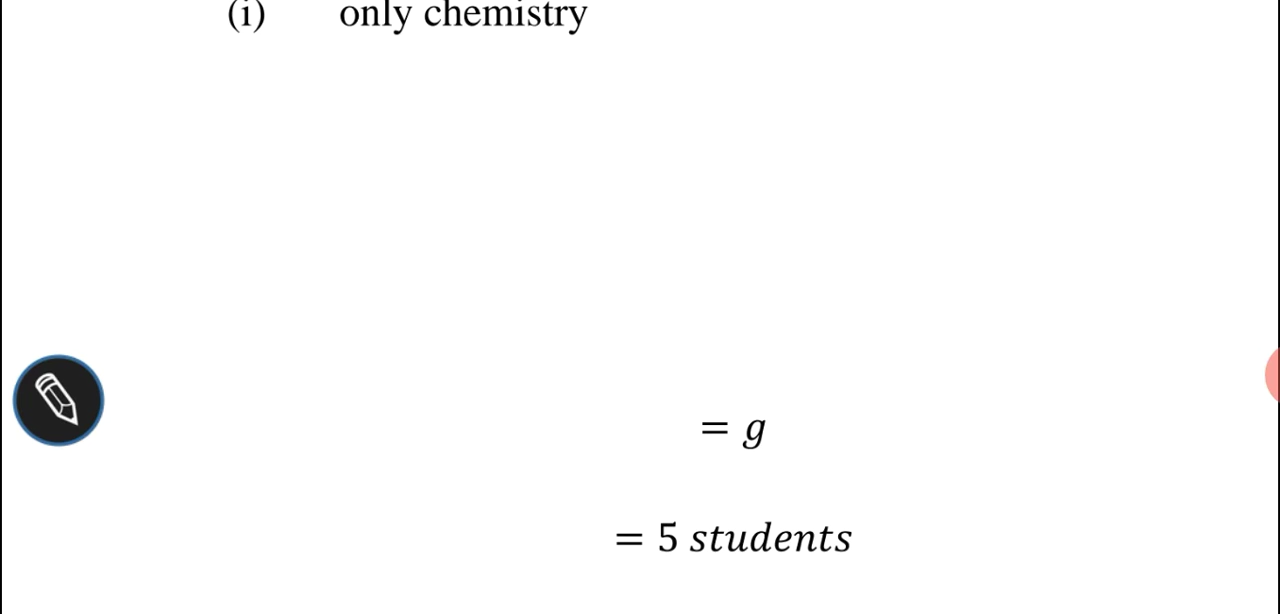 (i) only chemistry
= g
= 5 students